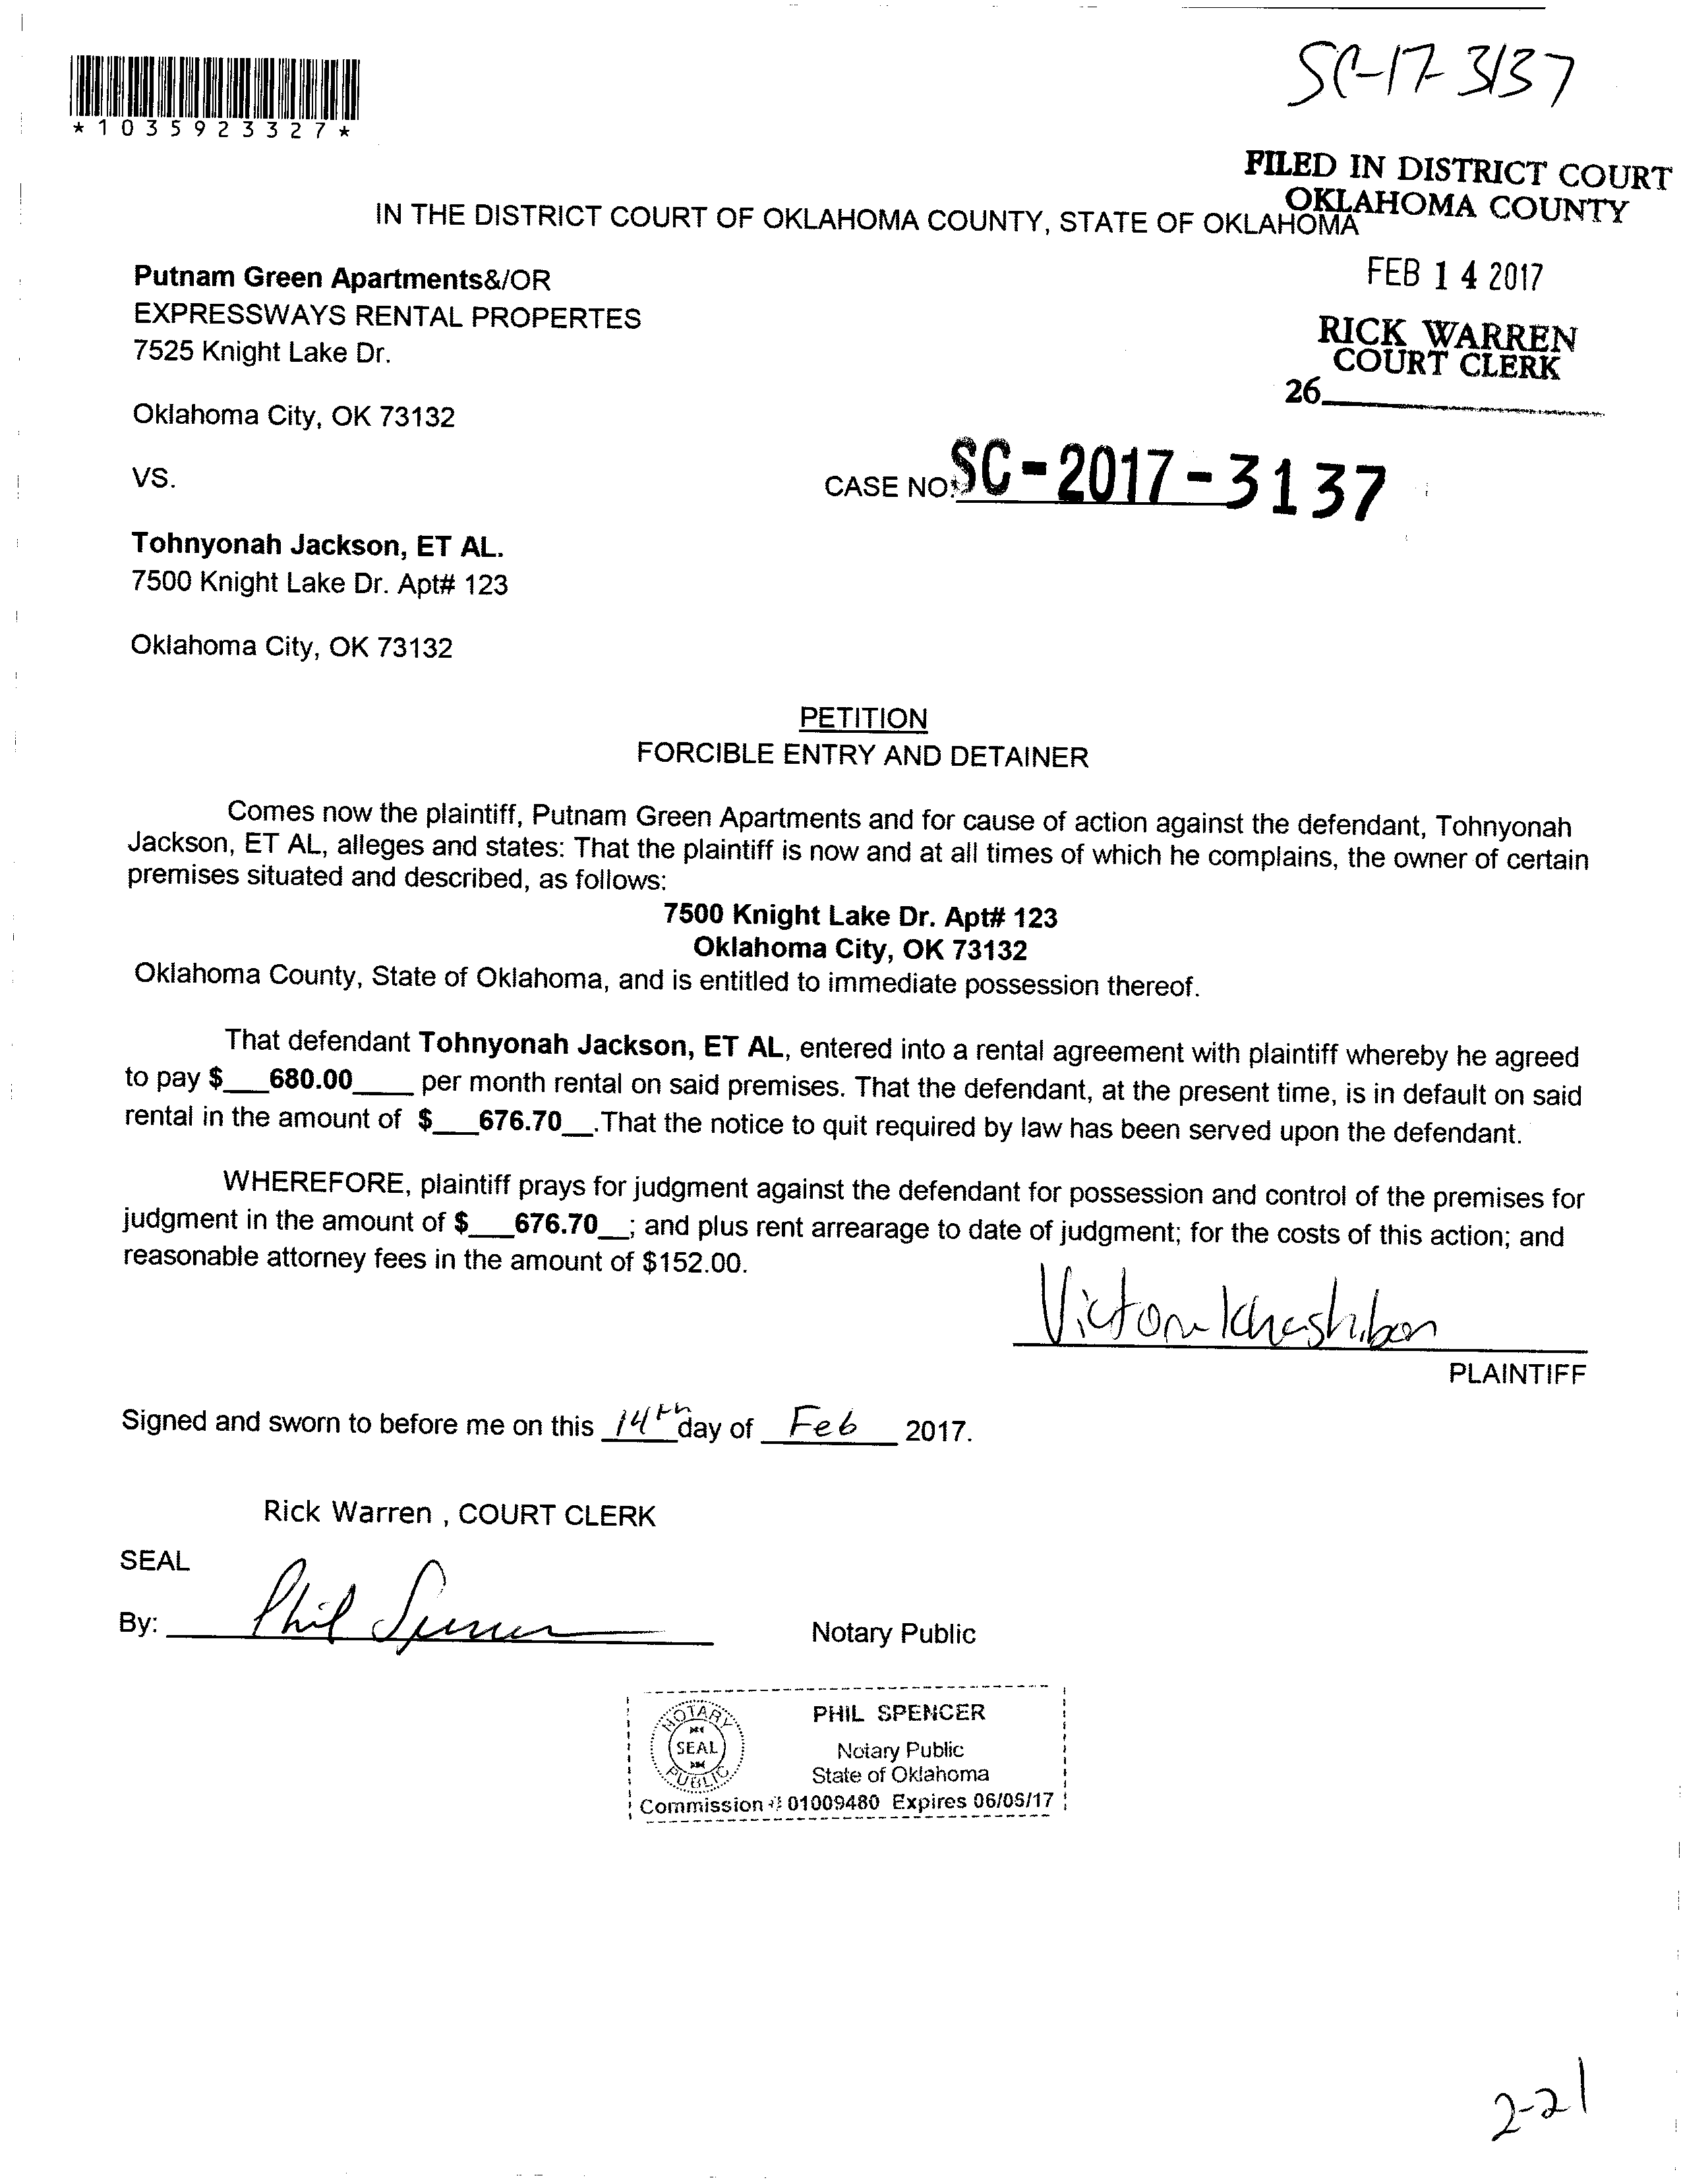 SC-17-3137
*1035923327*
FILED IN DISTRICT COURT
OKLAHOMA COUNTY
IN THE DISTRICT COURT OF OKLAHOMA COUNTY, STATE OF OKLAHOMA
FEB 14 2017
RICK WARREN
COURT CLERK
26
Putnam Green Apartments&/OR
EXPRESSWAYS RENTAL PROPERTES
7525 Knight Lake Dr.
Oklahoma City, OK 73132
VS.
CASE NO: SC-2017-3137
Tohnyonah Jackson, ET AL.
7500 Knight Lake Dr. Apt# 123
Oklahoma City, OK 73132
PETITION
FORCIBLE ENTRY AND DETAINER
Comes now the plaintiff, Putnam Green Apartments and for cause of action against the defendant, Tohnyonah
Jackson, ET AL, alleges and states: That the plaintiff is now and at all times of which he complains, the owner of certain
premises situated and described, as follows:
7500 Knight Lake Dr. Apt# 123
Oklahoma City, OK 73132
Oklahoma County, State of Oklahoma, and is entitled to immediate possession thereof.
That defendant Tohnyonah Jackson, ET AL, entered into a rental agreement with plaintiff whereby he agreed
to pay $___680.00____ per month rental on said premises. That the defendant, at the present time, is in default on said
rental in the amount of $___676.70__.That the notice to quit required by law has been served upon the defendant.
WHEREFORE, plaintiff prays for judgment against the defendant for possession and control of the premises for
judgment in the amount of $___676.70__; and plus rent arrearage to date of judgment; for the costs of this action; and
reasonable attorney fees in the amount of $152.00.
PLAINTIFF
Signed and sworn to before me on this 14th day of Feb 2017.
Rick Warren , COURT CLERK
SEAL
By: Phil Spencer
Notary Public
NOTARY
SEAL
PUBLIC
PHIL SPENCER
Notary Public
State of Oklahoma
Commission # 01009480 Expires 06/05/17
2-21